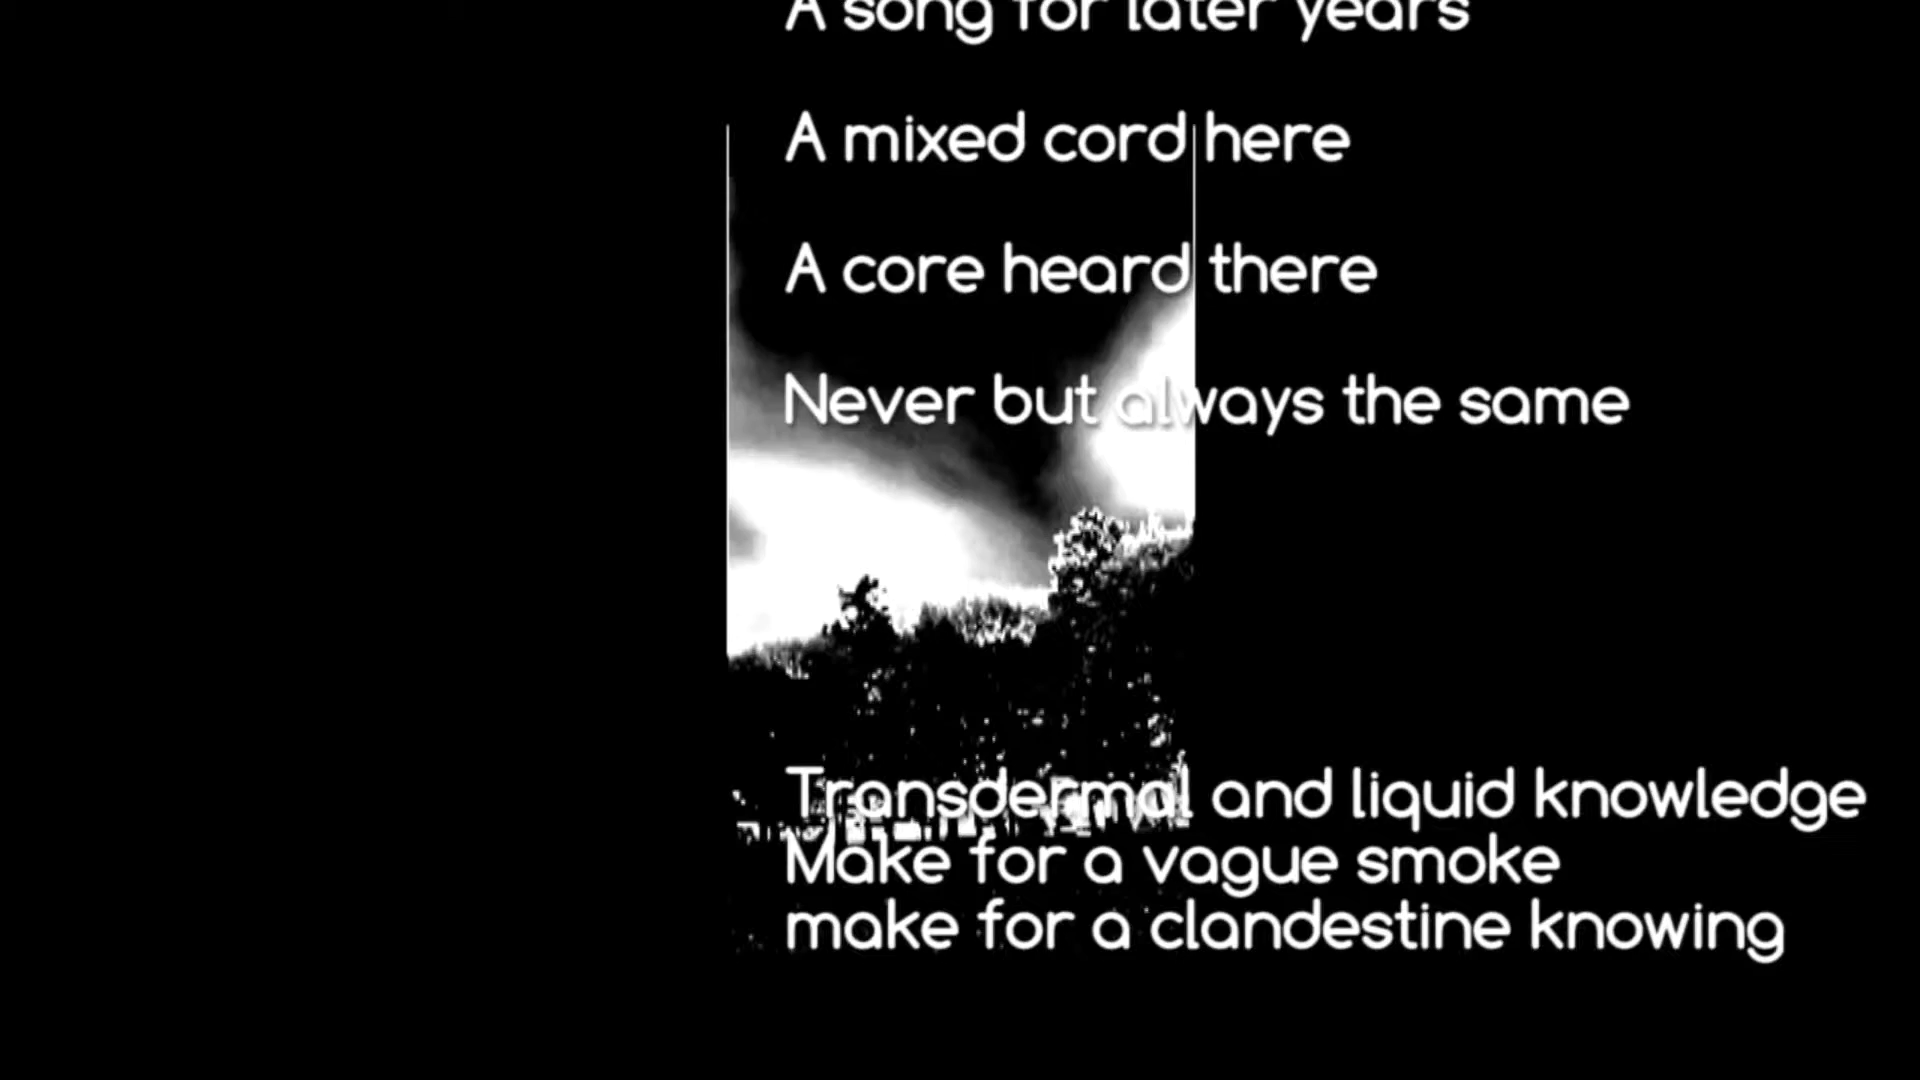 A song for later years
A mixed cord here
A core heard there
Never but always the same
Transdermal and liquid knowledge
Make for a vague smoke
make for a clandestine knowing